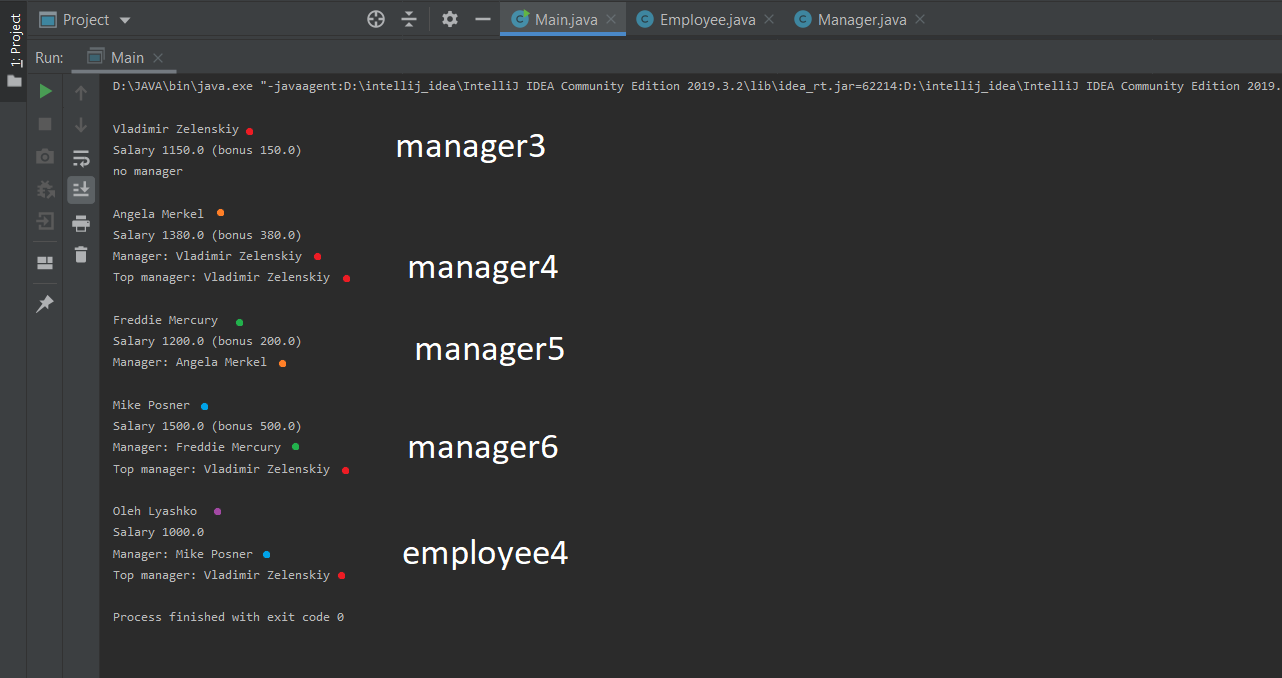 1: Project
Project
Main.java
Employee.java
Manager.java
Run:
Main
D:\JAVA\bin\java.exe "-javaagent:D:\intellij_idea\IntelliJ IDEA Community Edition 2019.3.2\lib\idea_rt.jar=62214:D:\intellij_idea\IntelliJ IDEA Community Edition 2019.
Vladimir Zelenskiy
Salary 1150.0 (bonus 150.0)
no manager
manager3
Angela Merkel
Salary 1380.0 (bonus 380.0)
Manager: Vladimir Zelenskiy
Top manager: Vladimir Zelenskiy
manager4
Freddie Mercury
Salary 1200.0 (bonus 200.0)
Manager: Angela Merkel
manager5
Mike Posner
Salary 1500.0 (bonus 500.0)
Manager: Freddie Mercury
Top manager: Vladimir Zelenskiy
manager6
Oleh Lyashko
Salary 1000.0
Manager: Mike Posner
Top manager: Vladimir Zelenskiy
employee4
Process finished with exit code 0